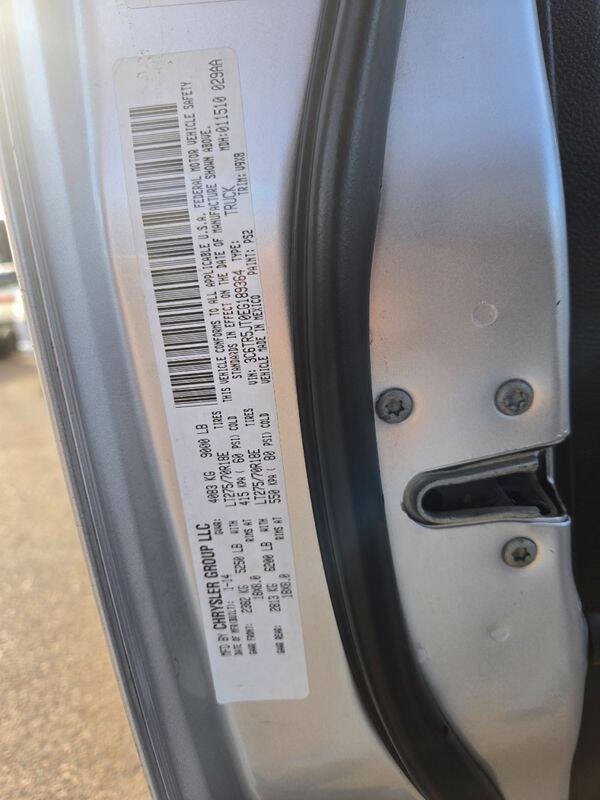 MFD BY CHRYSLER GROUP LLC
DATE OF MFR(BUILT): 1-14 GVWR: 4083 KG 9000 LB
GAWR FRONT: 2382 KG 5250 LB WITH TIRES LT275/70R18E
18X8.0 RIMS AT 415 KPA ( 60 PSI) COLD
GAWR REAR: 2813 KG 6200 LB WITH TIRES LT275/70R18E
18X8.0 RIMS AT 550 KPA ( 80 PSI) COLD
THIS VEHICLE CONFORMS TO ALL APPLICABLE U.S.A. FEDERAL MOTOR VEHICLE SAFETY
STANDARDS IN EFFECT ON THE DATE OF MANUFACTURE SHOWN ABOVE.
VIN: 3C6TR5JT0EG189364 TYPE: TRUCK MDH:011510 029AA
VEHICLE MADE IN MEXICO PAINT: PS2 TRIM: V9X8